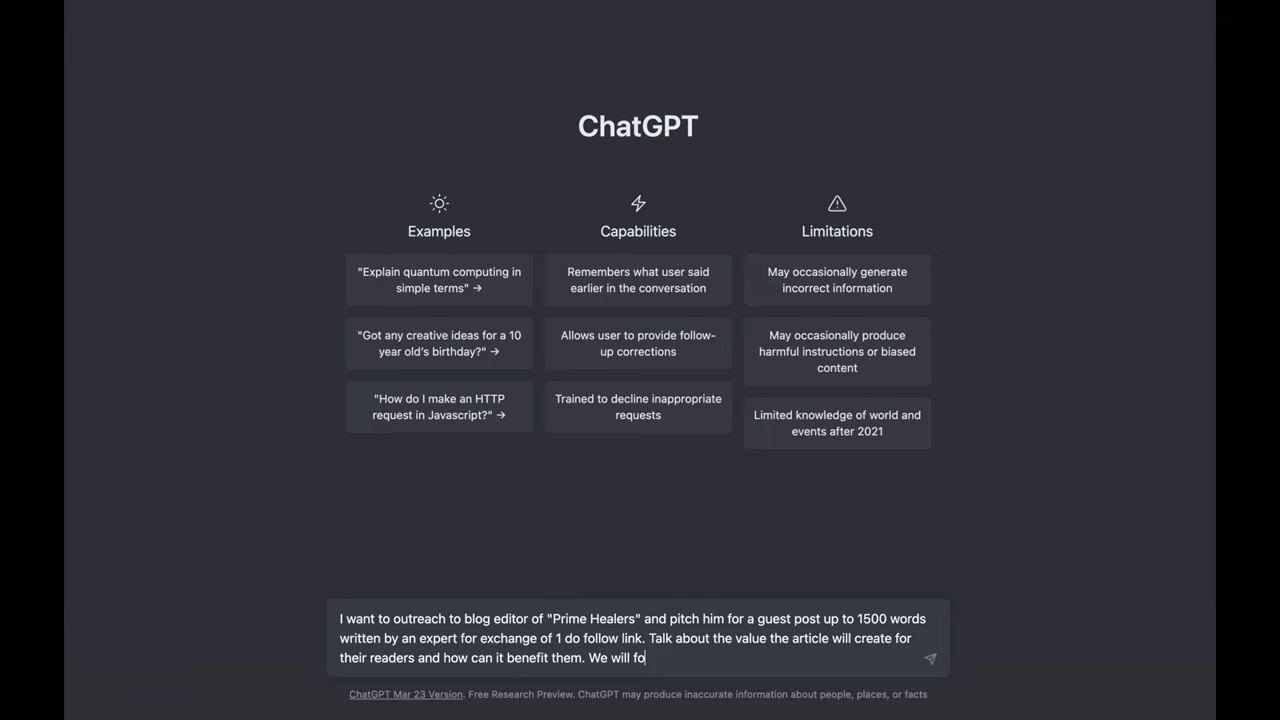 ChatGPT
Examples
"Explain quantum computing in
simple terms" →
"Got any creative ideas for a 10
year old's birthday?" →
"How do I make an HTTP
request in Javascript?" →
Capabilities
Remembers what user said
earlier in the conversation
Allows user to provide follow-
up corrections
Trained to decline inappropriate
requests
Limitations
May occasionally generate
incorrect information
May occasionally produce
harmful instructions or biased
content
Limited knowledge of world and
events after 2021
I want to outreach to blog editor of "Prime Healers" and pitch him for a guest post up to 1500 words
written by an expert for exchange of 1 do follow link. Talk about the value the article will create for
their readers and how can it benefit them. We will fo
ChatGPT Mar 23 Version. Free Research Preview. ChatGPT may produce inaccurate information about people, places, or facts